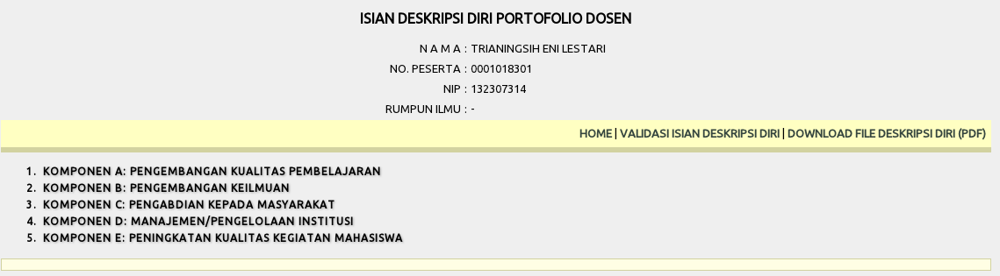 ISIAN DESKRIPSI DIRI PORTOFOLIO DOSEN
N A M A : TRIANINGSIH ENI LESTARI
NO. PESERTA : 0001018301
NIP : 132307314
RUMPUN ILMU : -
HOME | VALIDASI ISIAN DESKRIPSI DIRI | DOWNLOAD FILE DESKRIPSI DIRI (PDF)
1. KOMPONEN A: PENGEMBANGAN KUALITAS PEMBELAJARAN
2. KOMPONEN B: PENGEMBANGAN KEILMUAN
3. KOMPONEN C: PENGABDIAN KEPADA MASYARAKAT
4. KOMPONEN D: MANAJEMEN/PENGELOLAAN INSTITUSI
5. KOMPONEN E: PENINGKATAN KUALITAS KEGIATAN MAHASISWA